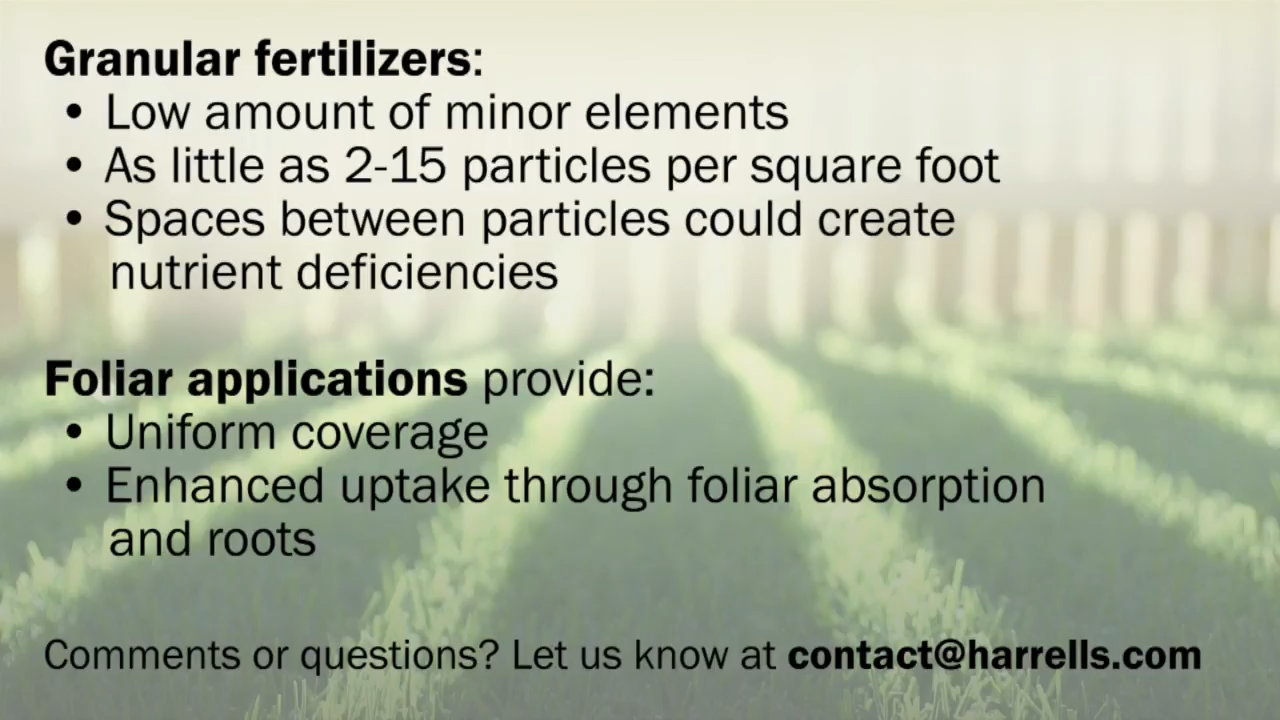 Granular fertilizers:
• Low amount of minor elements
• As little as 2-15 particles per square foot
• Spaces between particles could create
nutrient deficiencies
Foliar applications provide:
• Uniform coverage
• Enhanced uptake through foliar absorption
and roots
Comments or questions? Let us know at contact@harrells.com